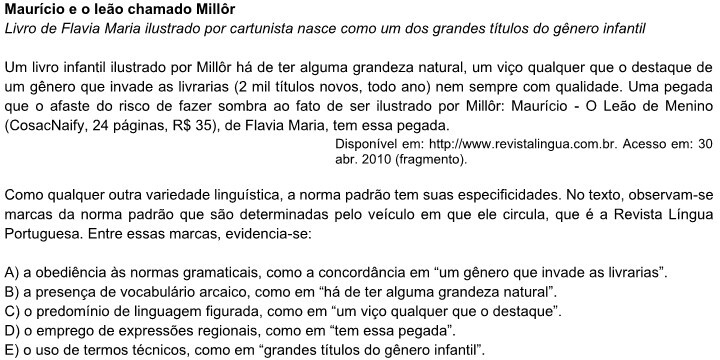 Maurício e o leão chamado Millôr
Livro de Flavia Maria ilustrado por cartunista nasce como um dos grandes títulos do gênero infantil
Um livro infantil ilustrado por Millôr há de ter alguma grandeza natural, um viço qualquer que o destaque de
um gênero que invade as livrarias (2 mil títulos novos, todo ano) nem sempre com qualidade. Uma pegada
que o afaste do risco de fazer sombra ao fato de ser ilustrado por Millôr: Maurício - O Leão de Menino
(CosacNaify, 24 páginas, R$ 35), de Flavia Maria, tem essa pegada.
Disponível em: http://www.revistalingua.com.br. Acesso em: 30
abr. 2010 (fragmento).
Como qualquer outra variedade linguística, a norma padrão tem suas especificidades. No texto, observam-se
marcas da norma padrão que são determinadas pelo veículo em que ele circula, que é a Revista Língua
Portuguesa. Entre essas marcas, evidencia-se:
A) a obediência às normas gramaticais, como a concordância em “um gênero que invade as livrarias”.
B) a presença de vocabulário arcaico, como em “há de ter alguma grandeza natural”.
C) o predomínio de linguagem figurada, como em “um viço qualquer que o destaque”.
D) o emprego de expressões regionais, como em “tem essa pegada”.
E) o uso de termos técnicos, como em “grandes títulos do gênero infantil”.